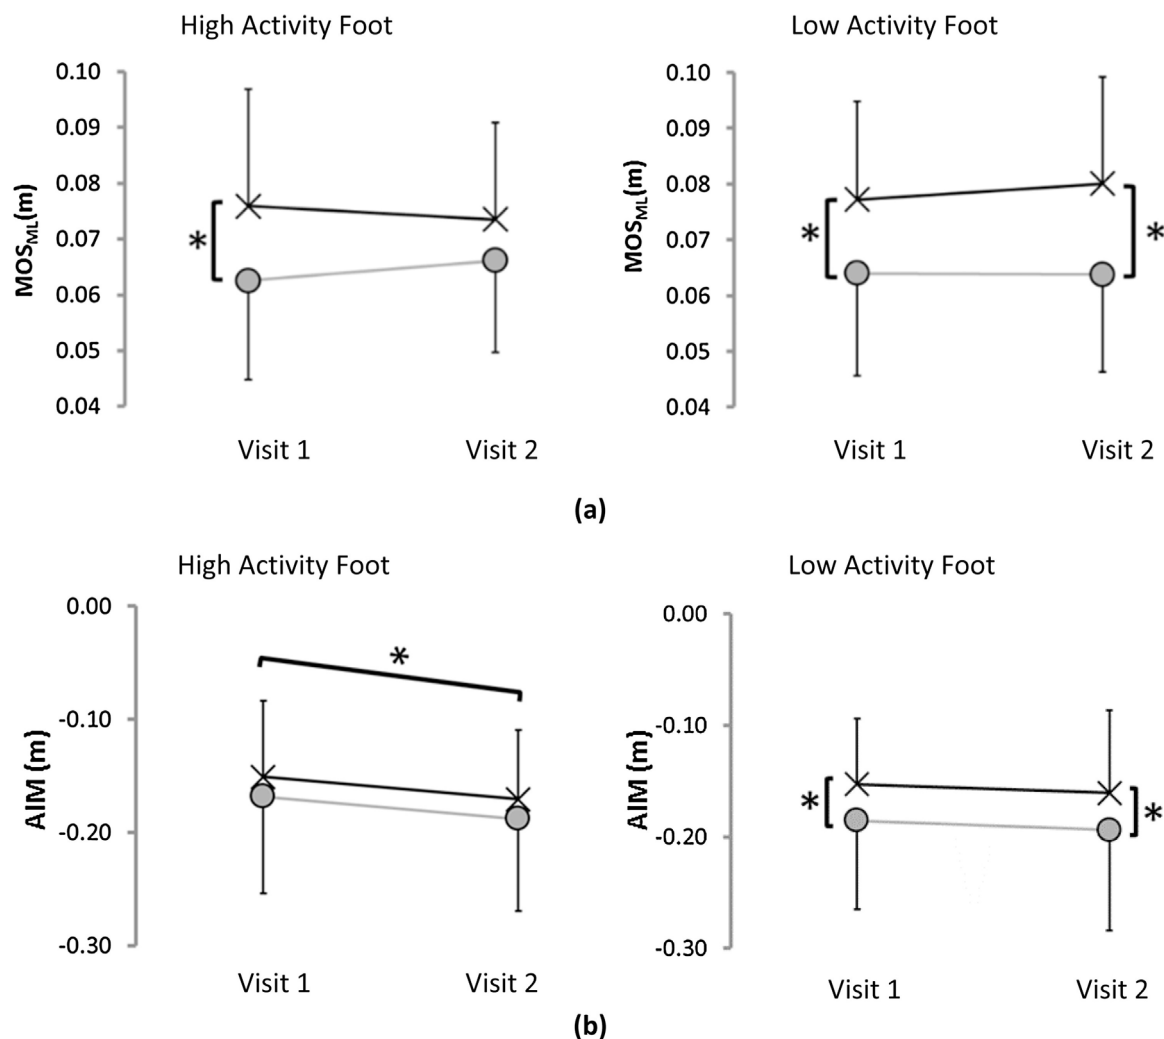 High Activity Foot
MOSML(m)
0.10
0.09
0.08
0.07
0.06
0.05
0.04
*
Visit 1 Visit 2
Low Activity Foot
MOSML(m)
0.10
0.09
0.08
0.07
0.06
0.05
0.04
* *
Visit 1 Visit 2
(a)
High Activity Foot
AIM (m)
0.00
-0.10
-0.20
-0.30
*
Visit 1 Visit 2
Low Activity Foot
AIM (m)
0.00
-0.10
-0.20
-0.30
* *
Visit 1 Visit 2
(b)